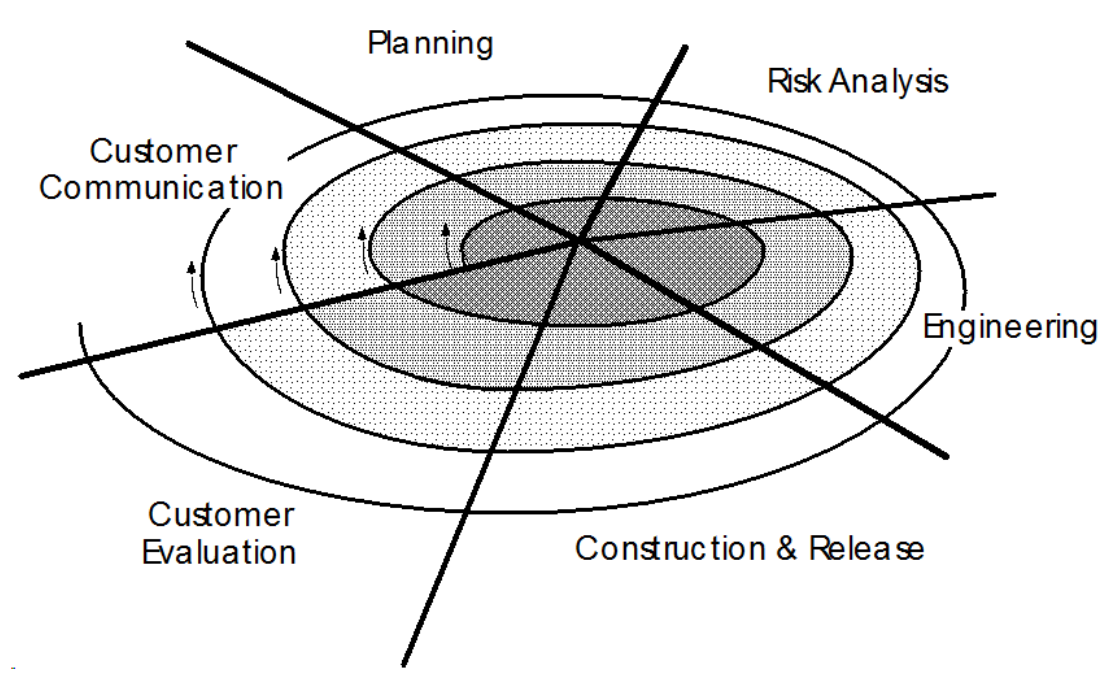 Planning
Risk Analysis
Customer
Communication
Engineering
Customer
Evaluation
Construction & Release